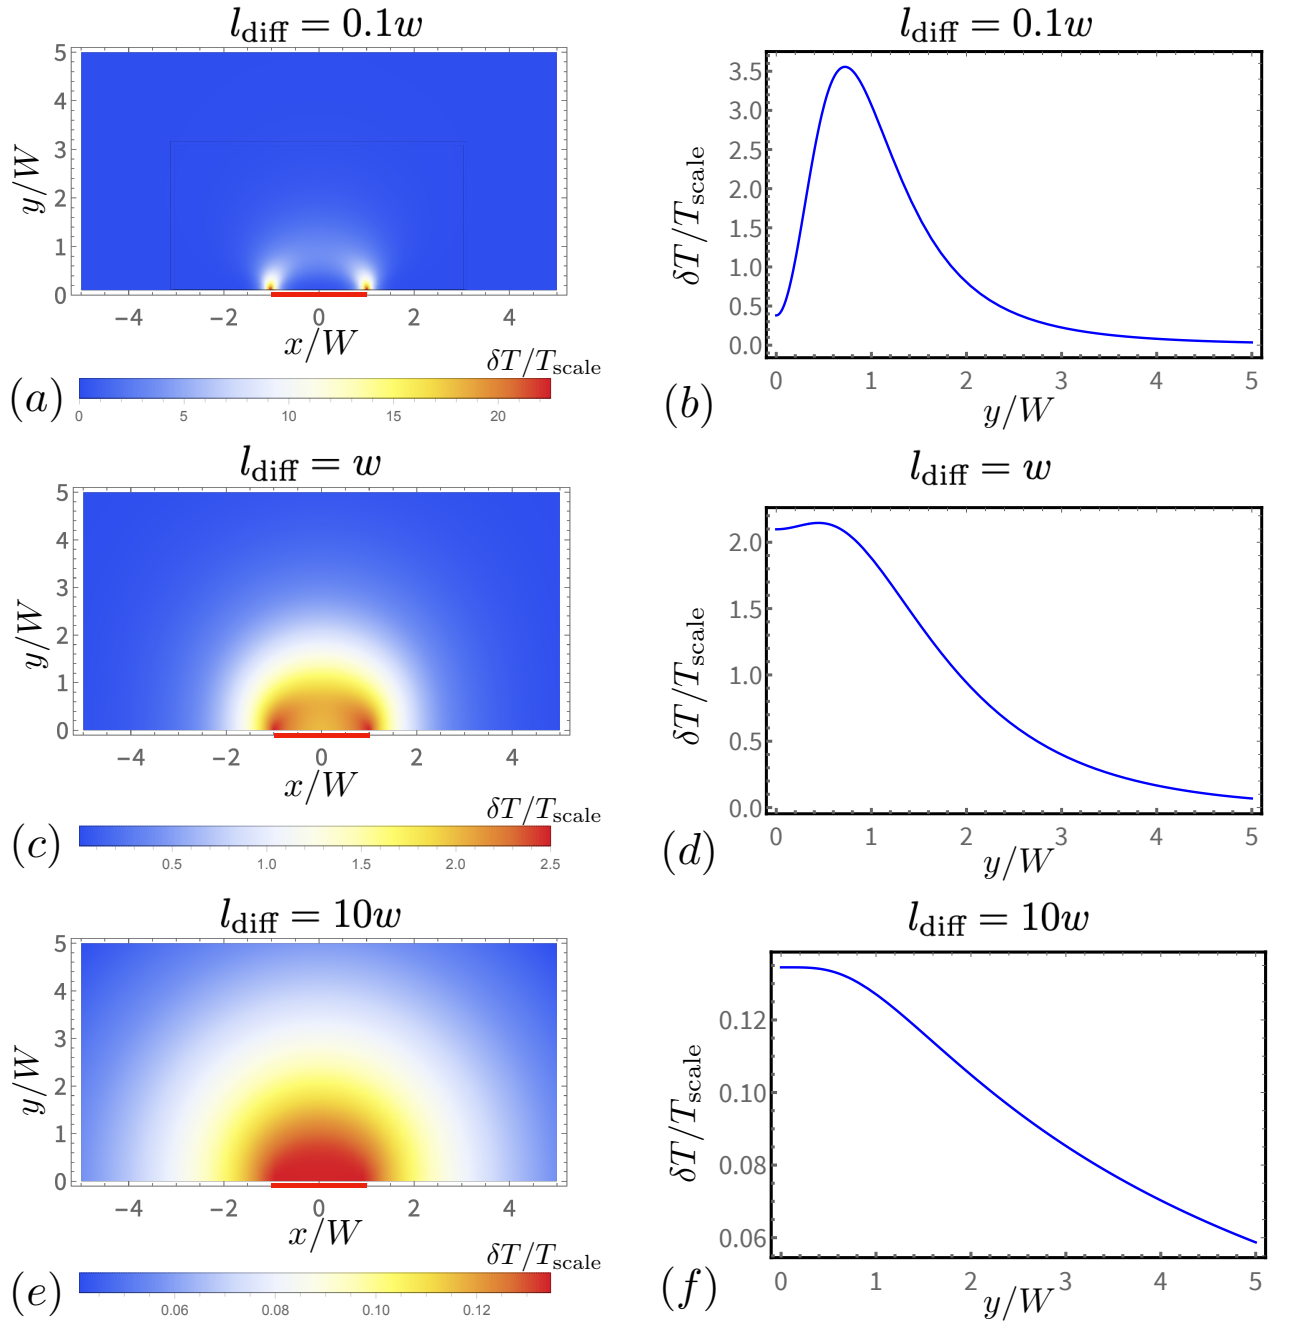 l_diff = 0.1w
5
4
3
2
1
0
y/W
−4 −2 0 2 4
x/W
δT/T_scale
(a)
0 5 10 15 20
l_diff = 0.1w
3.5
3.0
2.5
2.0
1.5
1.0
0.5
0.0
δT/T_scale
0 1 2 3 4 5
y/W
(b)
l_diff = w
5
4
3
2
1
0
y/W
−4 −2 0 2 4
x/W
δT/T_scale
(c)
0.5 1.0 1.5 2.0 2.5
l_diff = w
2.0
1.5
1.0
0.5
0.0
δT/T_scale
0 1 2 3 4 5
y/W
(d)
l_diff = 10w
5
4
3
2
1
0
y/W
−4 −2 0 2 4
x/W
δT/T_scale
(e)
0.06 0.08 0.10 0.12
l_diff = 10w
0.12
0.10
0.08
0.06
δT/T_scale
0 1 2 3 4 5
y/W
(f)